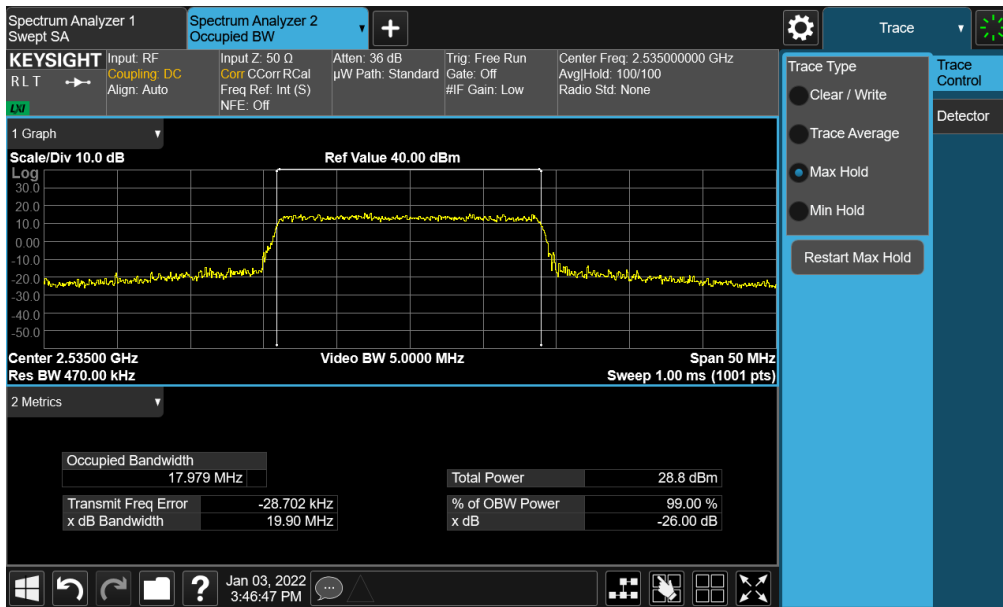 Spectrum Analyzer 1
Swept SA
Spectrum Analyzer 2
Occupied BW
Trace
KEYSIGHT
R L T
LXI
Input: RF
Coupling: DC
Align: Auto
Input Z: 50 Ω
Corr CCorr RCal
Freq Ref: Int (S)
NFE: Off
Atten: 36 dB
µW Path: Standard
Trig: Free Run
Gate: Off
#IF Gain: Low
Center Freq: 2.535000000 GHz
Avg|Hold: 100/100
Radio Std: None
Trace Type
Clear / Write
Trace Average
Max Hold
Min Hold
Restart Max Hold
Trace
Control
Detector
1 Graph
Scale/Div 10.0 dB
Ref Value 40.00 dBm
Log
30.0
20.0
10.0
0.00
-10.0
-20.0
-30.0
-40.0
-50.0
Center 2.53500 GHz
Video BW 5.0000 MHz
Span 50 MHz
Res BW 470.00 kHz
Sweep 1.00 ms (1001 pts)
2 Metrics
Occupied Bandwidth
17.979 MHz
Total Power 28.8 dBm
Transmit Freq Error -28.702 kHz
% of OBW Power 99.00 %
x dB Bandwidth 19.90 MHz
x dB -26.00 dB
?
Jan 03, 2022
3:46:47 PM